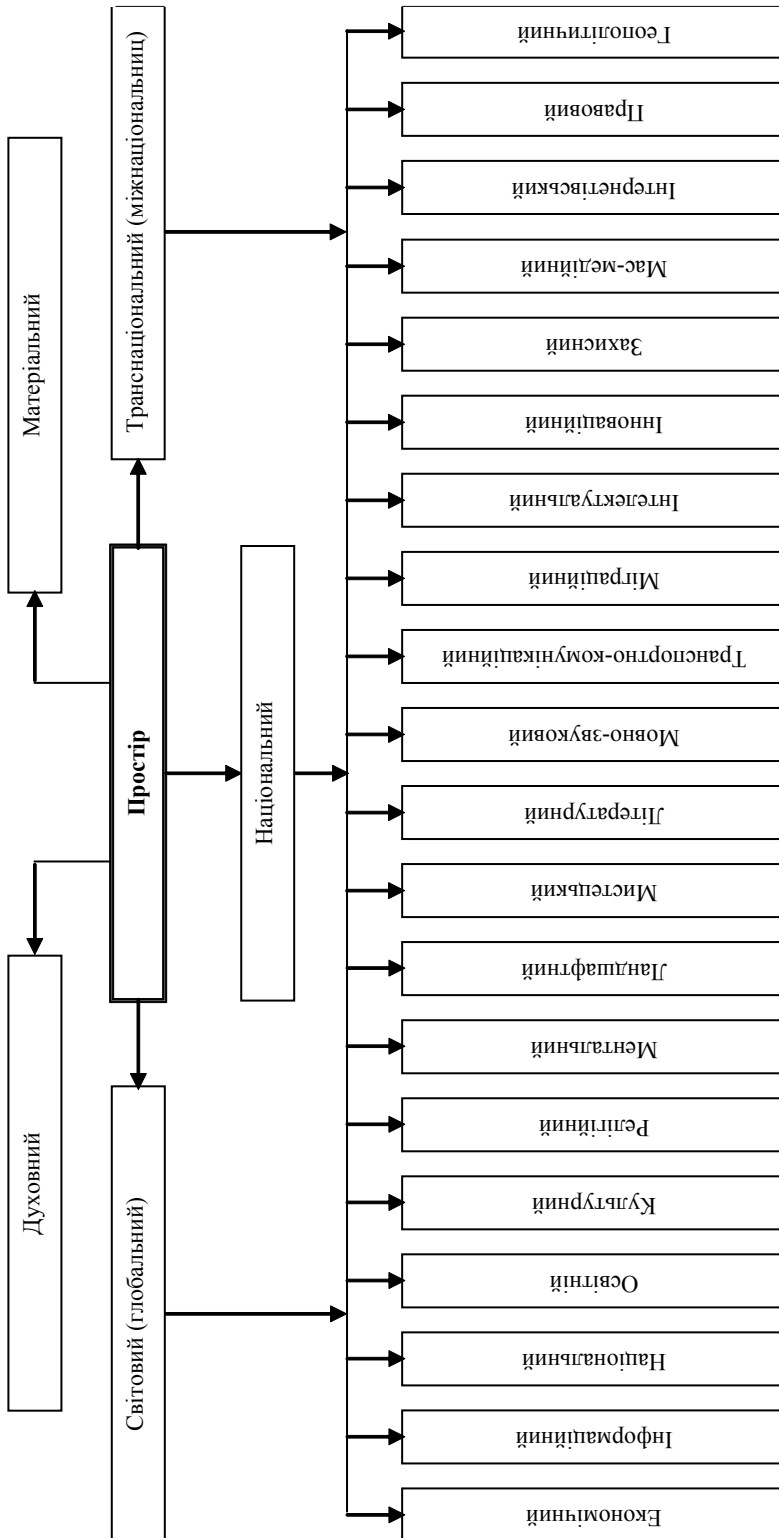 Духовний
Матеріальний
Світовий (глобальний)
Простір
Транснаціональний (міжнаціональниц)
Національний
Економічний
Інформаційний
Національний
Освітній
Культурний
Релігійний
Ментальний
Ландшафтний
Мистецький
Літературний
Мовно-звуковий
Транспортно-комунікаційний
Міграційний
Інтелектуальний
Інноваційний
Захисний
Мас-медійний
Інтернетівський
Правовий
Геополітичний